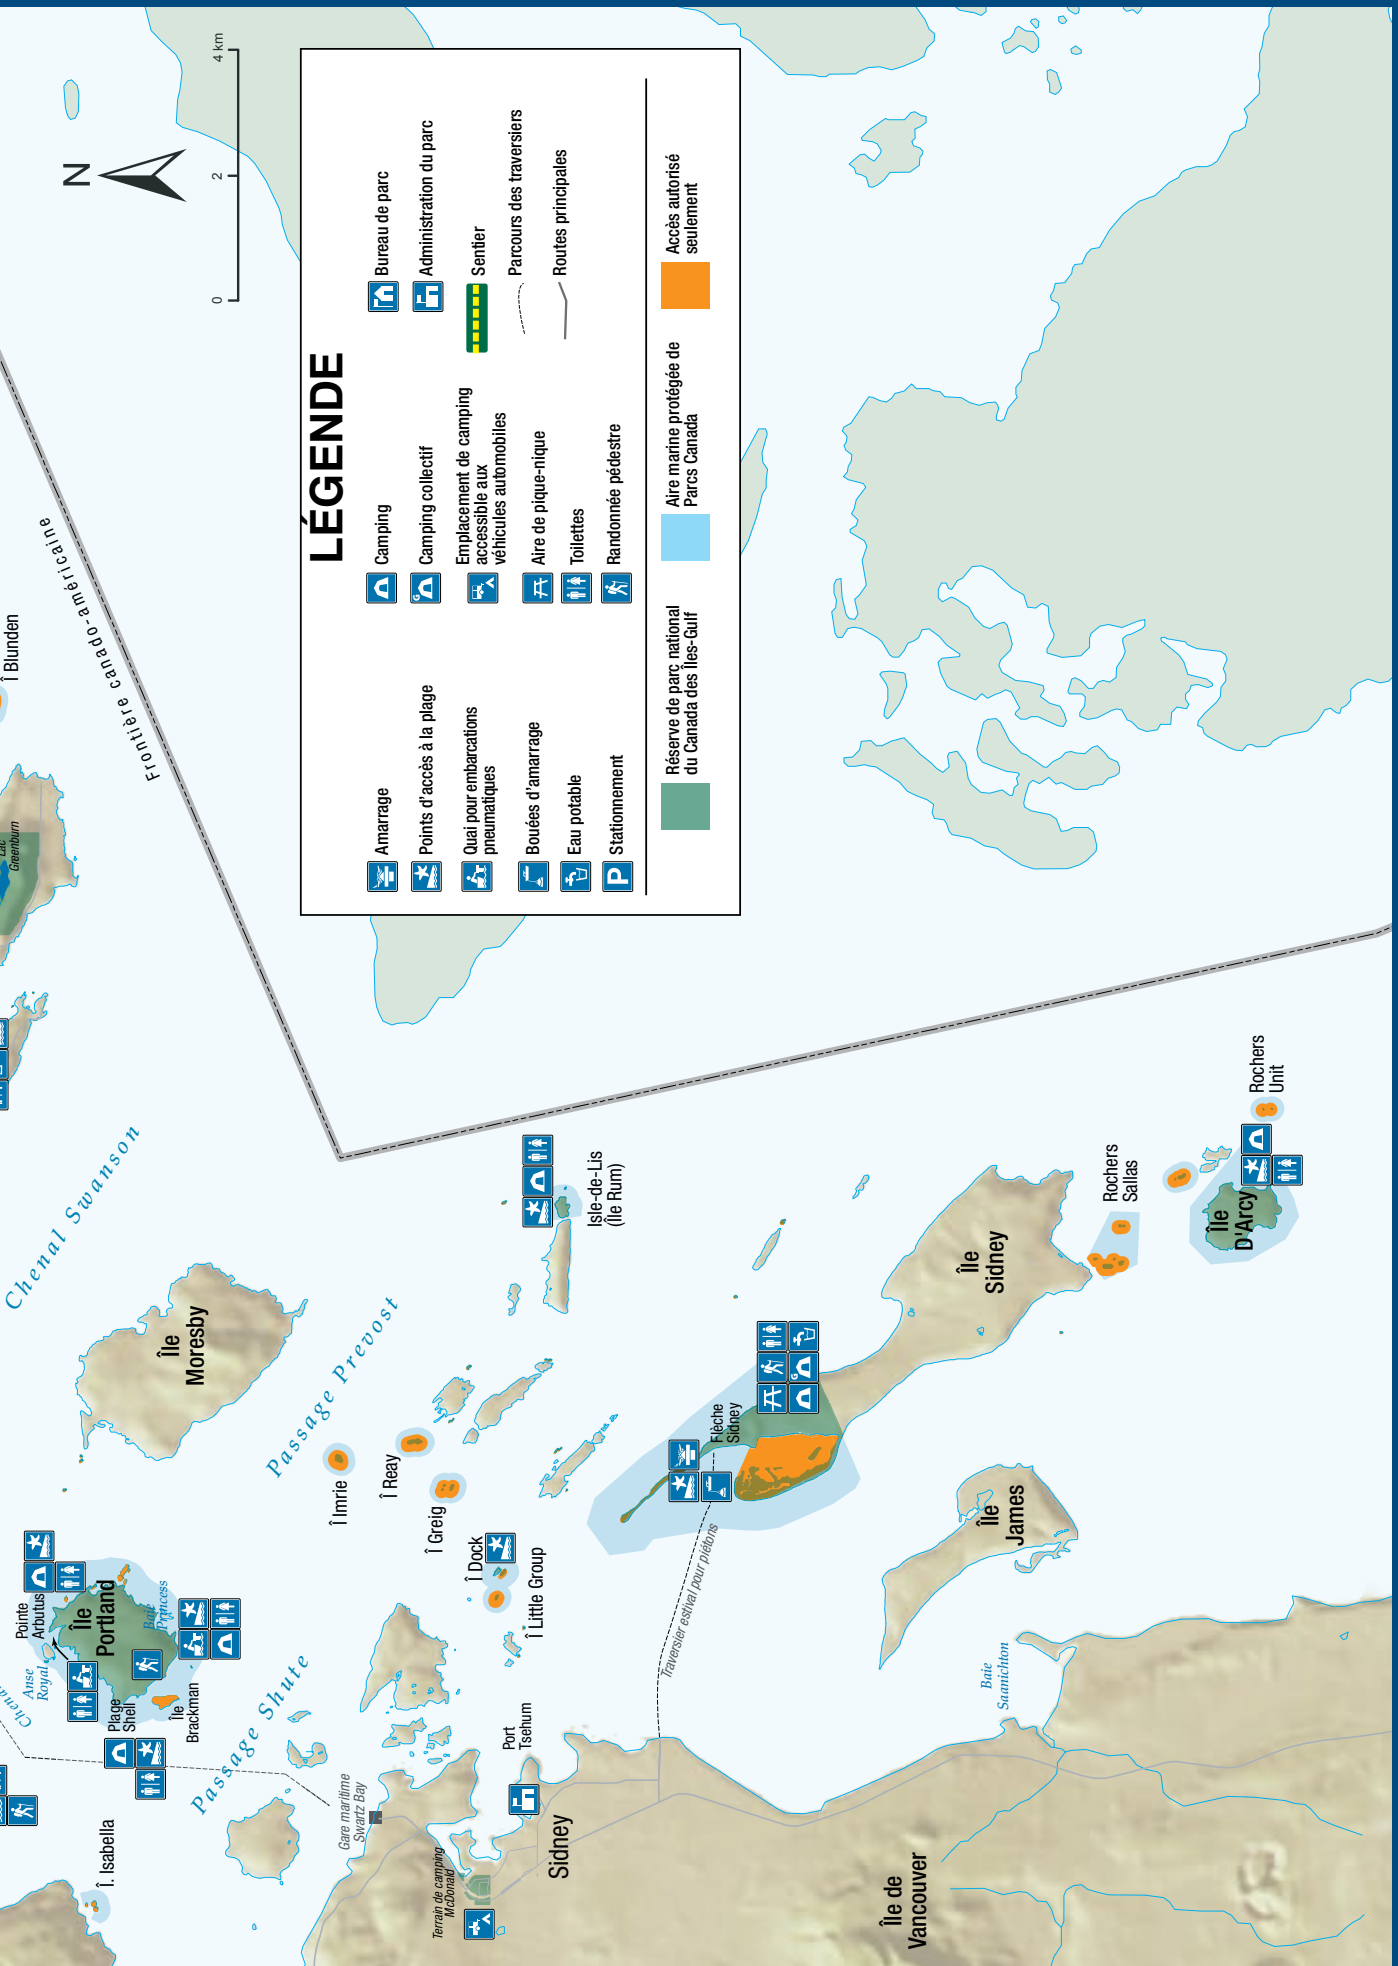 LÉGENDE
Amarrage
Points d'accès à la plage
Quai pour embarcations
pneumatiques
Bouées d'amarrage
Eau potable
P
Stationnement
Camping
G
Camping collectif
Emplacement de camping
accessible aux
véhicules automobiles
Aire de pique-nique
Toilettes
Randonnée pédestre
Bureau de parc
Administration du parc
Sentier
Parcours des traversiers
Routes principales
Réserve de parc national
du Canada des Îles-Gulf
Aire marine protégée de
Parcs Canada
Accès autorisé
seulement
N
0
2
4 km
Frontière canado-américaine
Î Blunden
Lac
Greenburn
Chenal Swanson
Île
Moresby
Passage Prevost
Î Imrie
Î Reay
Î Greig
Î Dock
Î Little Group
Isle-de-Lis
(Île Rum)
Pointe
Arbutus
Île
Portland
Baie
Princess
Anse
Royal
Plage
Shell
Île
Brackman
Passage Shute
Î. Isabella
Gare maritime
Swartz Bay
Port
Tsehum
Sidney
Terrain de camping
McDonald
Traversier estival pour piétons
Flèche
Sidney
G
Île
Sidney
Île
James
Rochers
Sallas
Île
D'Arcy
Rochers
Unit
Baie
Saanichton
Île de
Vancouver